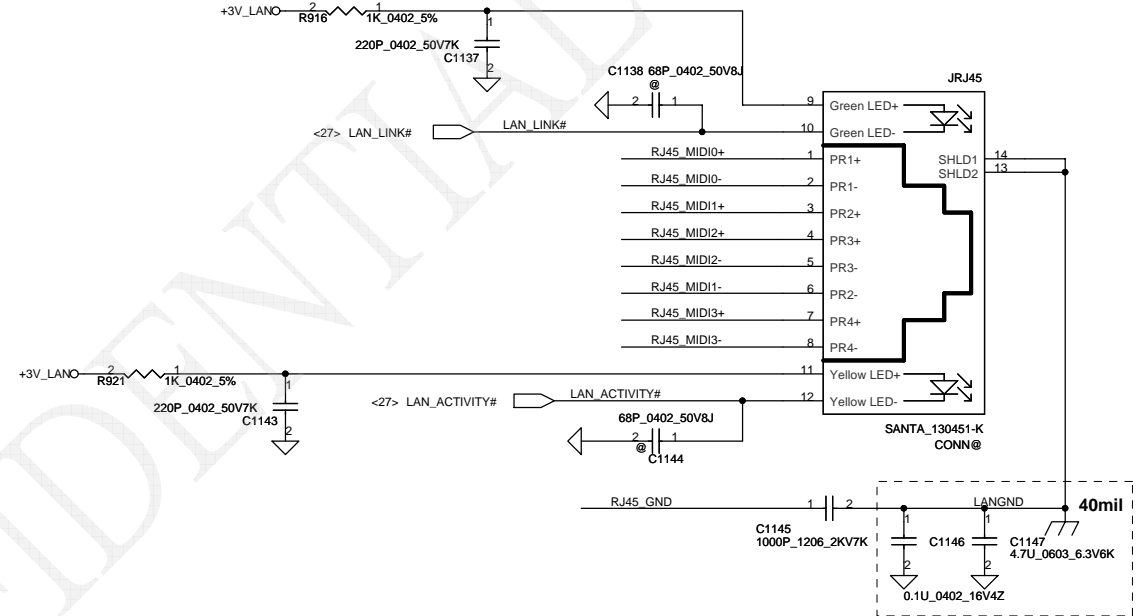 +3V_LAN
2
R916
1
1K_0402_5%
1
220P_0402_50V7K
C1137
2
C1138 68P_0402_50V8J
@
2
1
JRJ45
9
Green LED+
<27> LAN_LINK#
LAN_LINK#
10
Green LED-
RJ45_MIDI0+
1
PR1+
SHLD1
14
SHLD2
13
RJ45_MIDI0-
2
PR1-
RJ45_MIDI1+
3
PR2+
RJ45_MIDI2+
4
PR3+
RJ45_MIDI2-
5
PR3-
RJ45_MIDI1-
6
PR2-
RJ45_MIDI3+
7
PR4+
RJ45_MIDI3-
8
PR4-
+3V_LAN
2
R921
1
1K_0402_5%
11
Yellow LED+
1
220P_0402_50V7K
C1143
2
<27> LAN_ACTIVITY#
LAN_ACTIVITY#
12
Yellow LED-
68P_0402_50V8J
2
1
@
C1144
SANTA_130451-K
CONN@
RJ45_GND
1
2
C1145
1000P_1206_2KV7K
LANGND
40mil
1
C1146
2
0.1U_0402_16V4Z
1
C1147
4.7U_0603_6.3V6K
2
FIDENTIAL